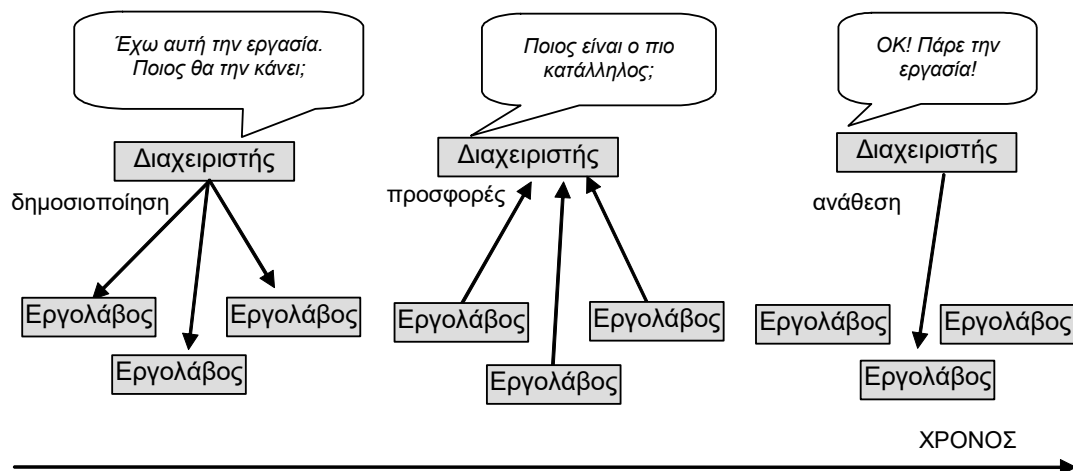 Έχω αυτή την εργασία.
Ποιος θα την κάνει;
Διαχειριστής
δημοσιοποίηση
Εργολάβος
Εργολάβος
Εργολάβος
Ποιος είναι ο πιο
κατάλληλος;
Διαχειριστής
προσφορές
Εργολάβος
Εργολάβος
Εργολάβος
ΟΚ! Πάρε την
εργασία!
Διαχειριστής
ανάθεση
Εργολάβος
Εργολάβος
Εργολάβος
ΧΡΟΝΟΣ